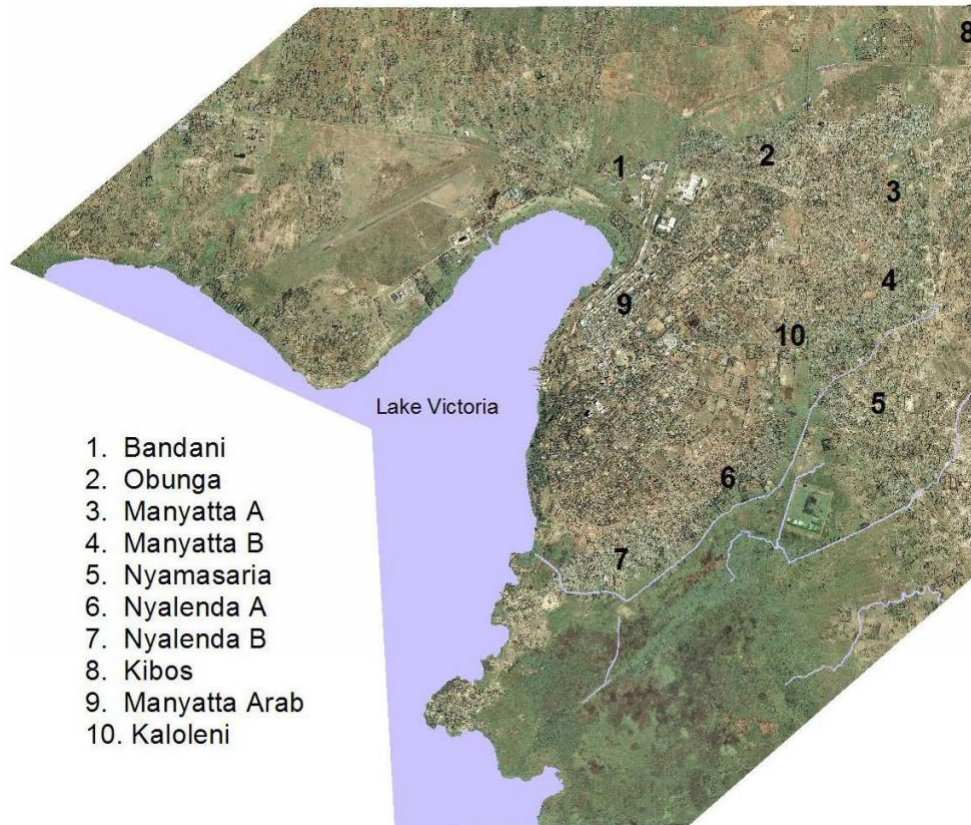 8
1
2
3
4
9
10
Lake Victoria
5
6
7
1. Bandani
2. Obunga
3. Manyatta A
4. Manyatta B
5. Nyamasaria
6. Nyalenda A
7. Nyalenda B
8. Kibos
9. Manyatta Arab
10. Kaloleni